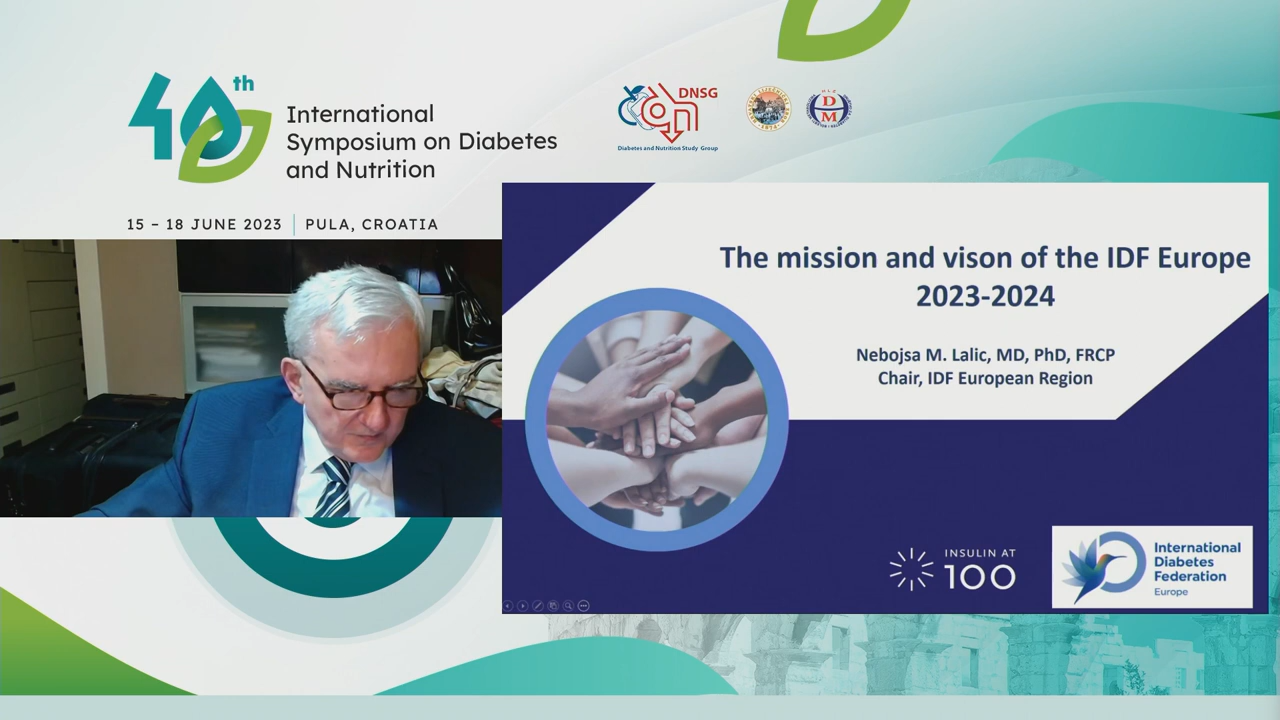 40th
International
Symposium on Diabetes
and Nutrition
15 – 18 JUNE 2023 | PULA, CROATIA
DNSG
Diabetes and Nutrition Study Group
The mission and vison of the IDF Europe
2023-2024
Nebojsa M. Lalic, MD, PhD, FRCP
Chair, IDF European Region
INSULIN AT
100
International
Diabetes
Federation
Europe